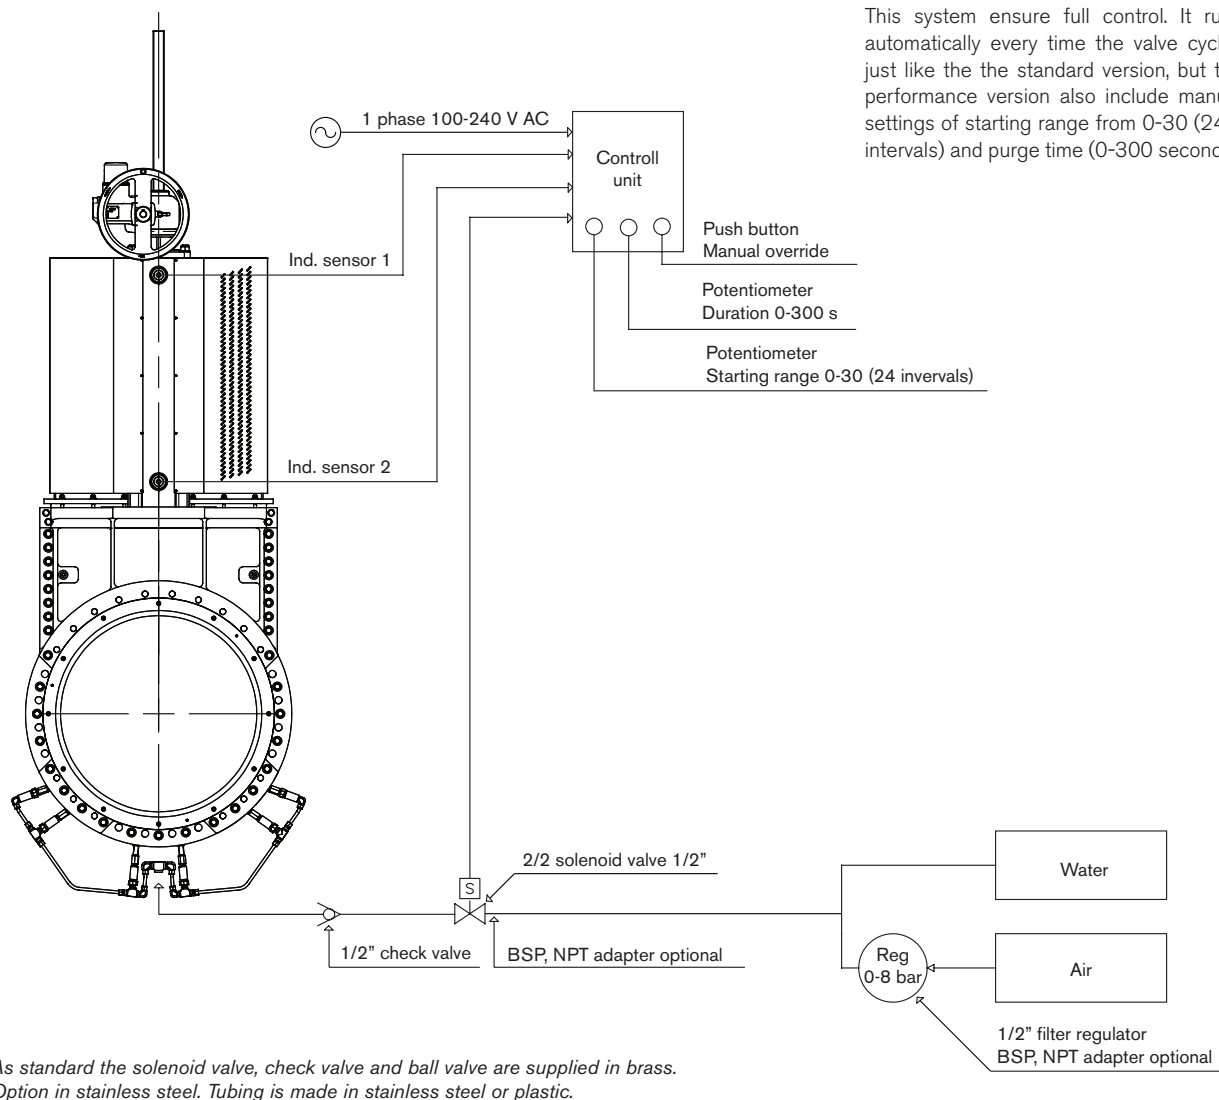 This system ensure full control. It
automatically every time the valve
just like the the standard version, but
performance version also include
settings of starting range from 0-30
intervals) and purge time (0-300
1 phase 100-240 V AC
Controll
unit
Ind. sensor 1
Push button
Manual override
Potentiometer
Duration 0-300 s
Potentiometer
Starting range 0-30 (24 invervals)
Ind. sensor 2
2/2 solenoid valve 1/2”
S
Water
1/2” check valve
BSP, NPT adapter optional
Reg
0-8 bar
Air
1/2” filter regulator
BSP, NPT adapter optional
As standard the solenoid valve, check valve and ball valve are supplied in brass.
Option in stainless steel. Tubing is made in stainless steel or plastic.